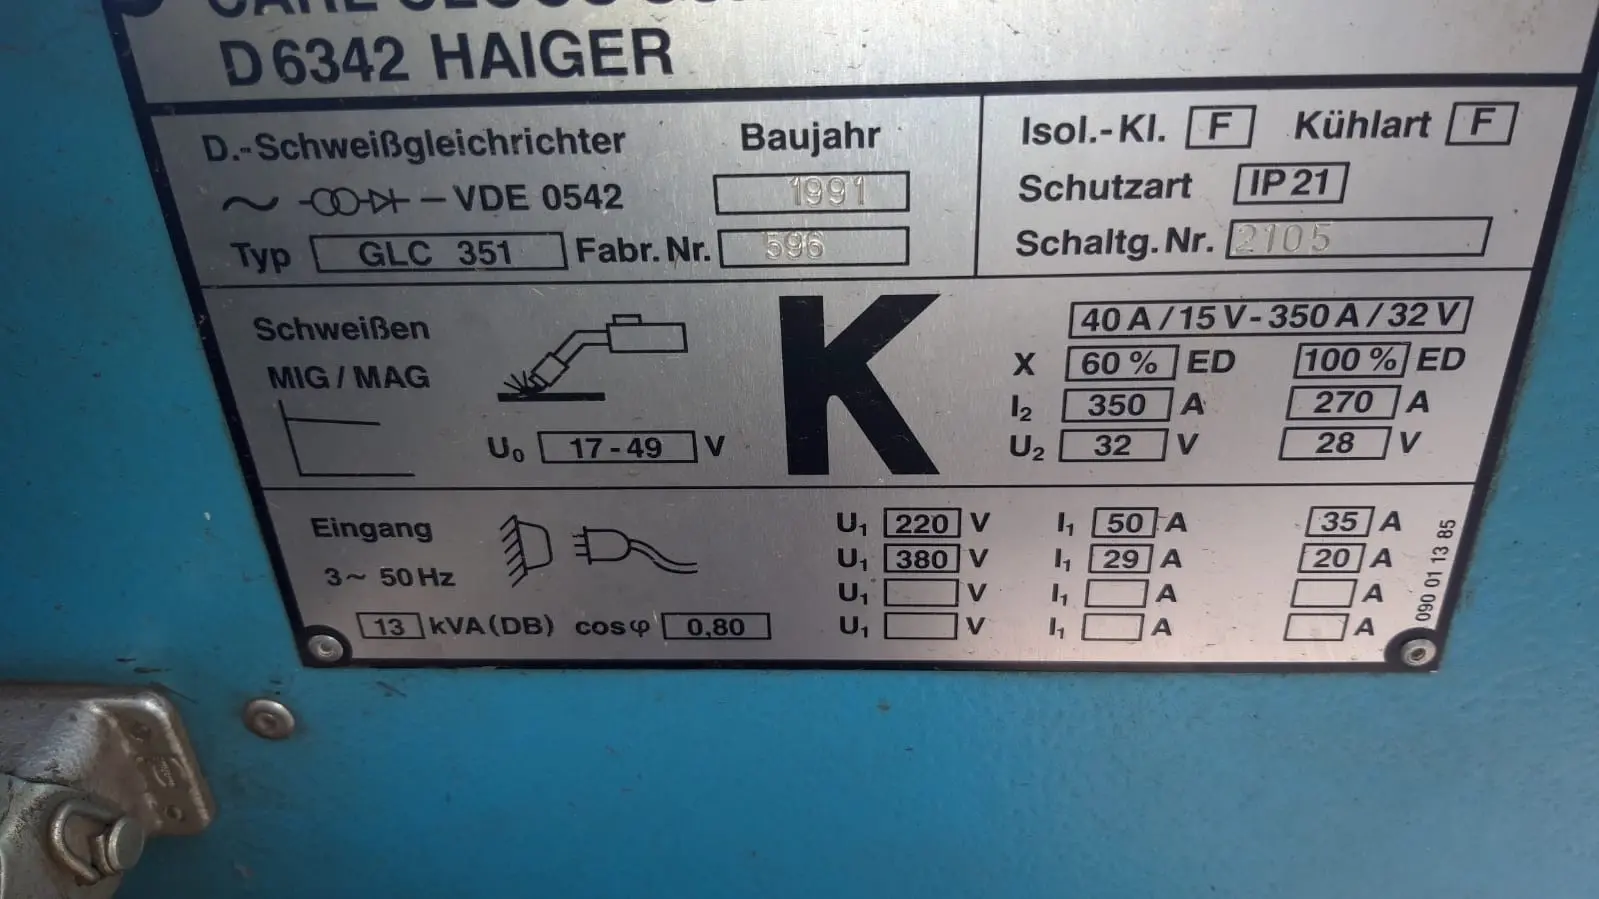 D 6342 HAIGER
D.-Schweißgleichrichter Baujahr
VDE 0542 1991
Typ GLC 351 Fabr. Nr. 596
Isol.-Kl. F Kühlart F
Schutzart IP 21
Schaltg. Nr. 2105
Schweißen
MIG / MAG
U₀ 17 - 49 V
K
40 A / 15 V - 350 A / 32 V
X 60 % ED 100 % ED
I₂ 350 A 270 A
U₂ 32 V 28 V
Eingang
3~ 50 Hz
13 kVA (DB) cosφ 0,80
U₁ 220 V I₁ 50 A 35 A
U₁ 380 V I₁ 29 A 20 A
U₁ V I₁ A A
U₁ V I₁ A A
090 01 13 85